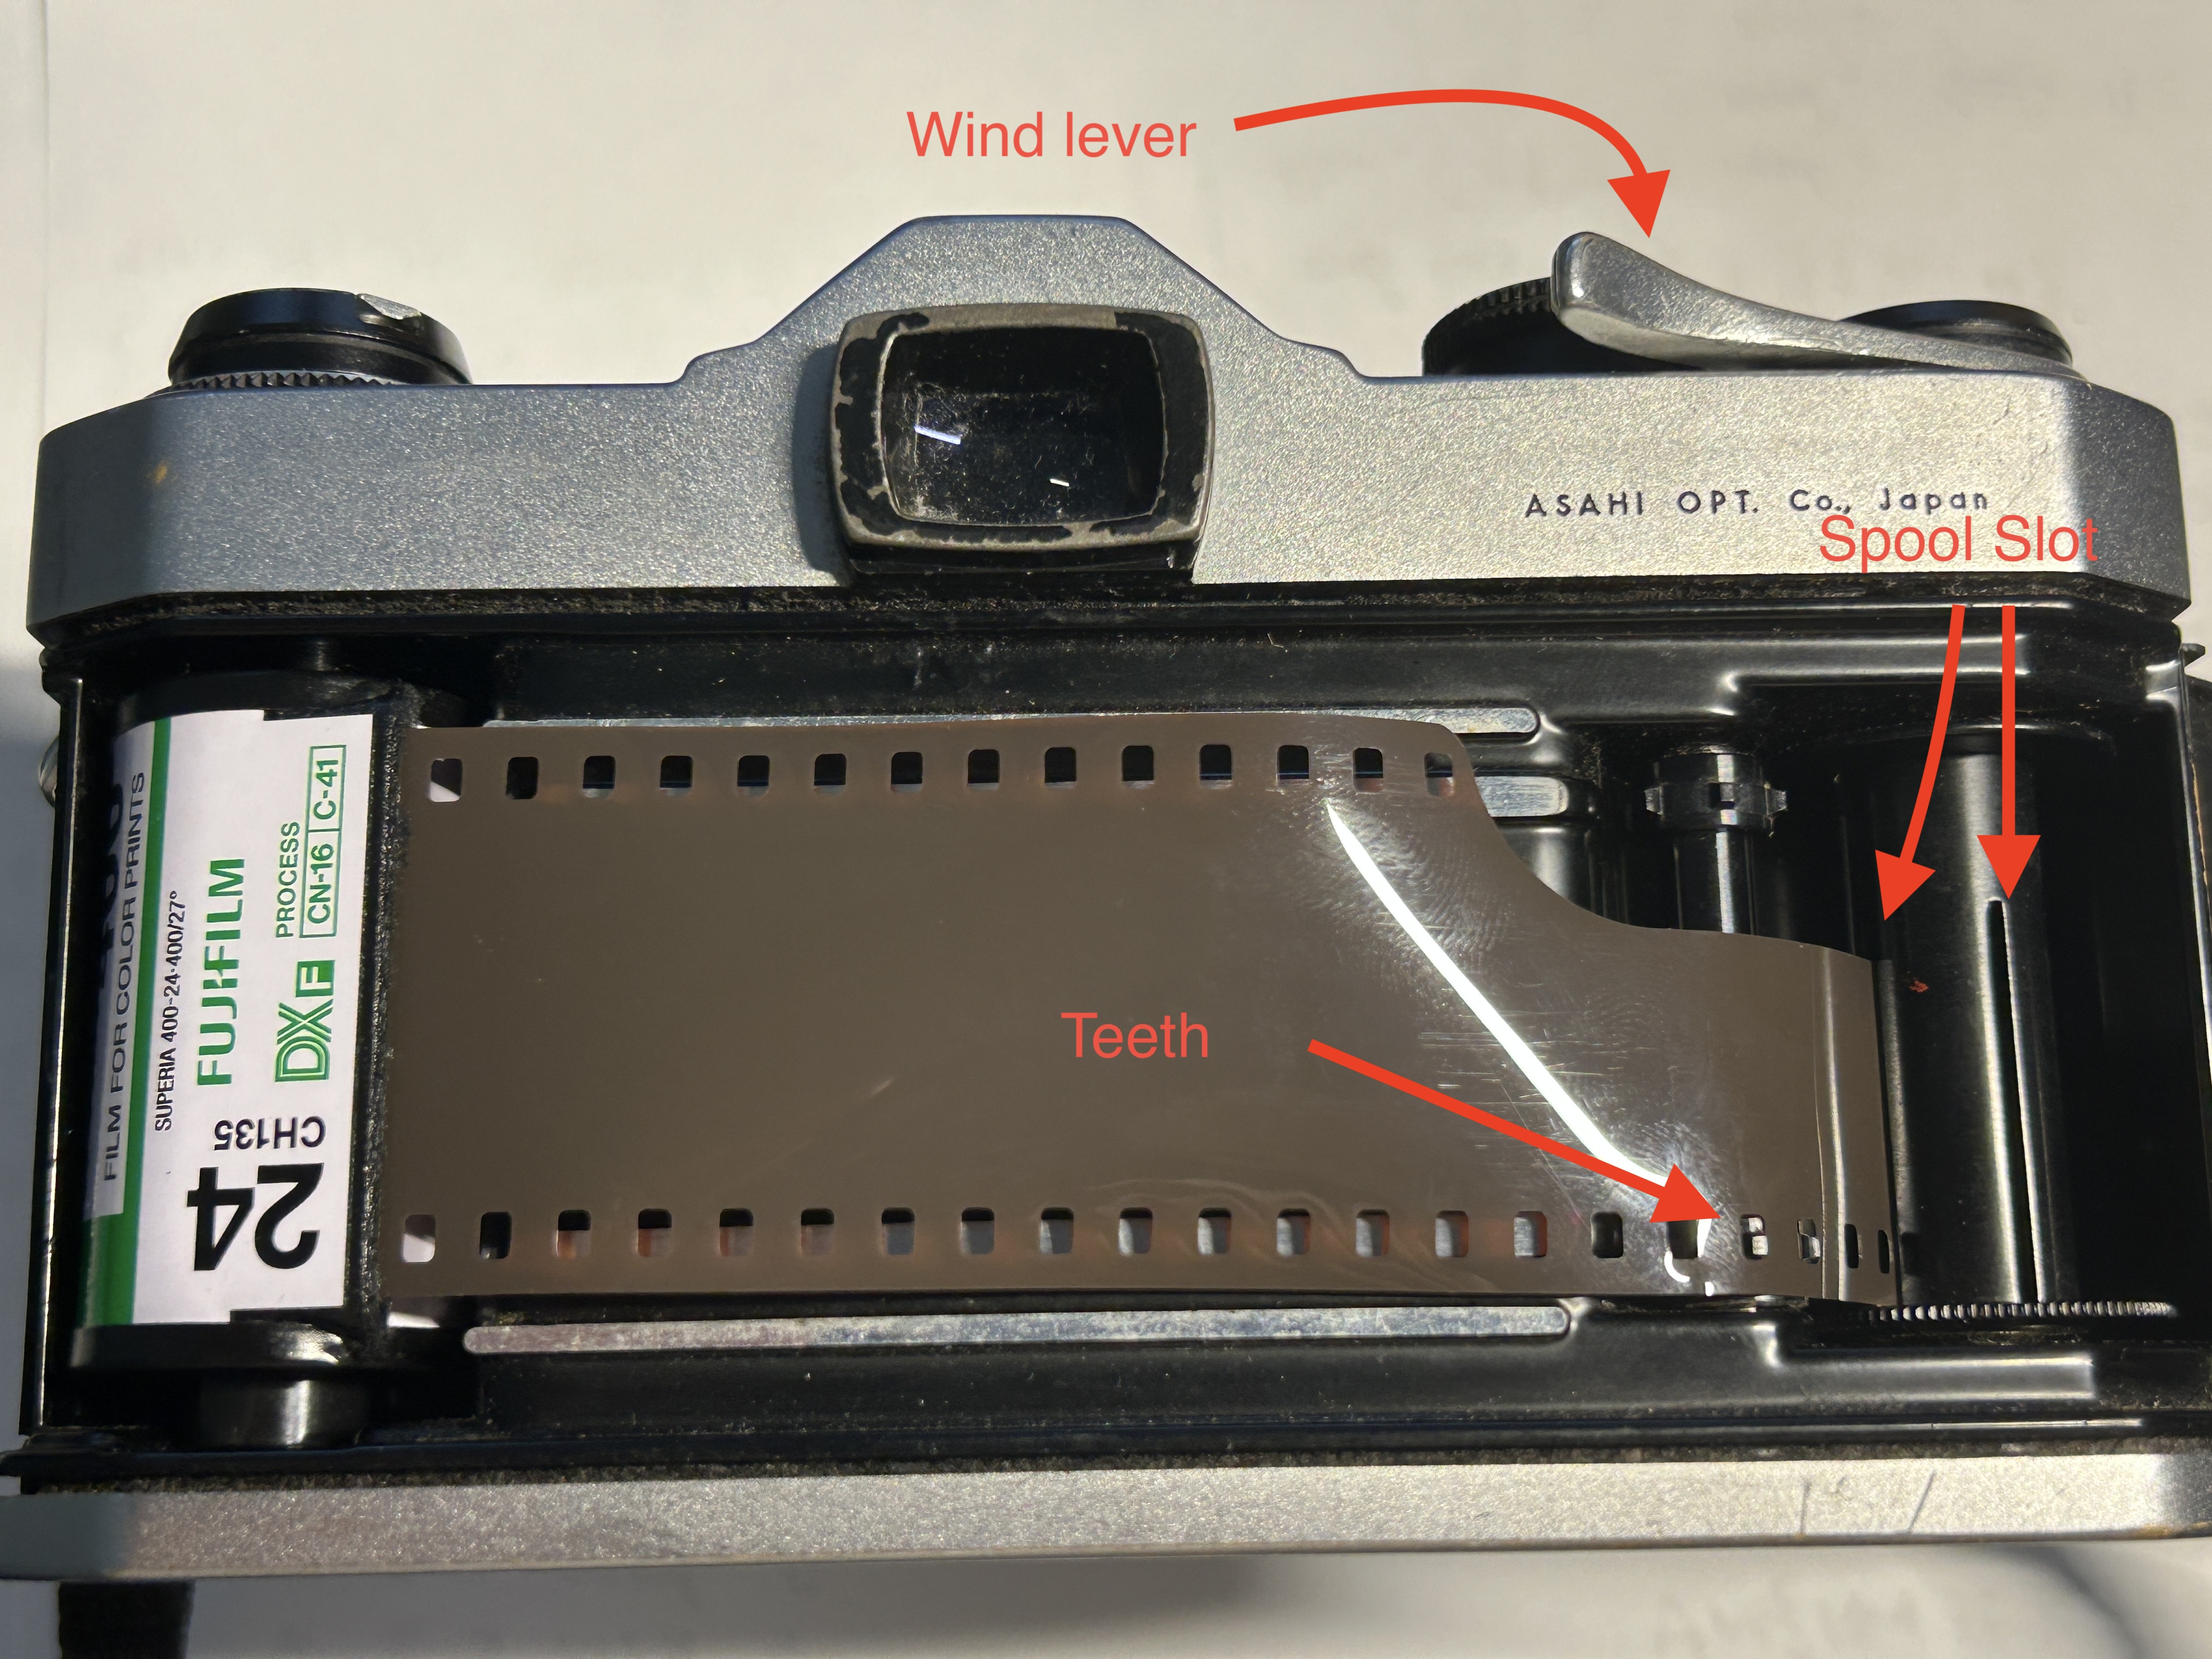 Wind lever
ASAHI OPT. Co., Japan
Spool Slot
FILM FOR COLOR PRINTS
SUPERIA 400-24·400/27°
FUJIFILM
PROCESS
CN-16 C-41
DX
CH135
24
Teeth